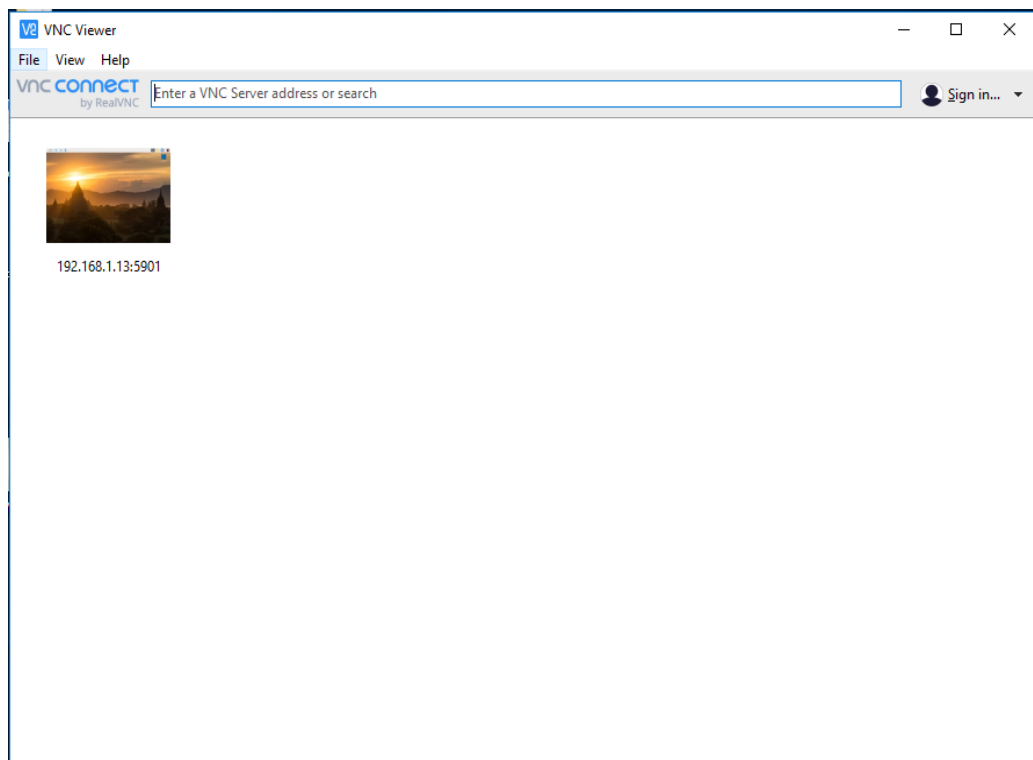 VNC Viewer
File View Help
VNC CONNECT
by RealVNC
Enter a VNC Server address or search
Sign in...
192.168.1.13:5901